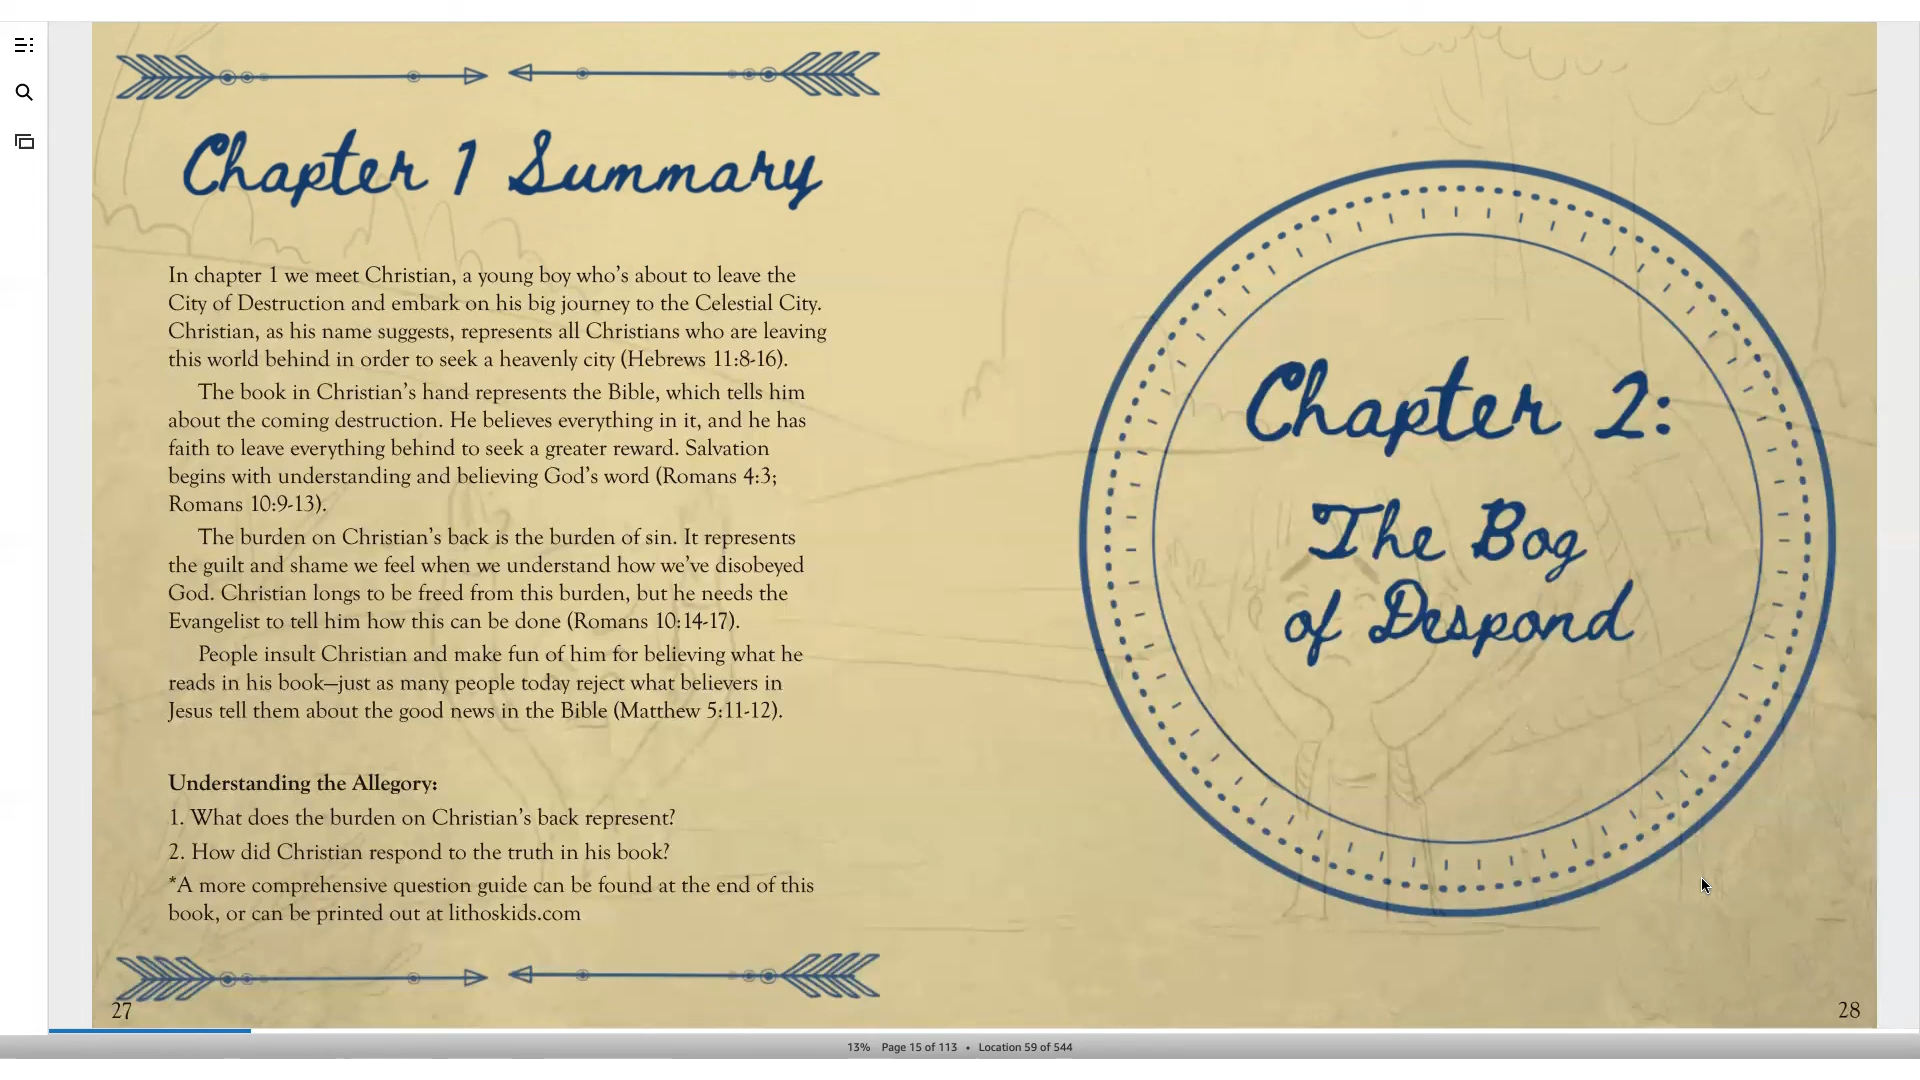 Chapter 1 Summary
In chapter 1 we meet Christian, a young boy who's about to leave the
City of Destruction and embark on his big journey to the Celestial City.
Christian, as his name suggests, represents all Christians who are leaving
this world behind in order to seek a heavenly city (Hebrews 11:8-16).
The book in Christian's hand represents the Bible, which tells him
about the coming destruction. He believes everything in it, and he has
faith to leave everything behind to seek a greater reward. Salvation
begins with understanding and believing God's word (Romans 4:3;
Romans 10:9-13).
The burden on Christian's back is the burden of sin. It represents
the guilt and shame we feel when we understand how we've disobeyed
God. Christian longs to be freed from this burden, but he needs the
Evangelist to tell him how this can be done (Romans 10:14-17).
People insult Christian and make fun of him for believing what he
reads in his book—just as many people today reject what believers in
Jesus tell them about the good news in the Bible (Matthew 5:11-12).
Understanding the Allegory:
1. What does the burden on Christian's back represent?
2. How did Christian respond to the truth in his book?
*A more comprehensive question guide can be found at the end of this
book, or can be printed out at lithoskids.com
27
Chapter 2:
The Bog
of Despond
28
13% Page 15 of 113 • Location 59 of 544